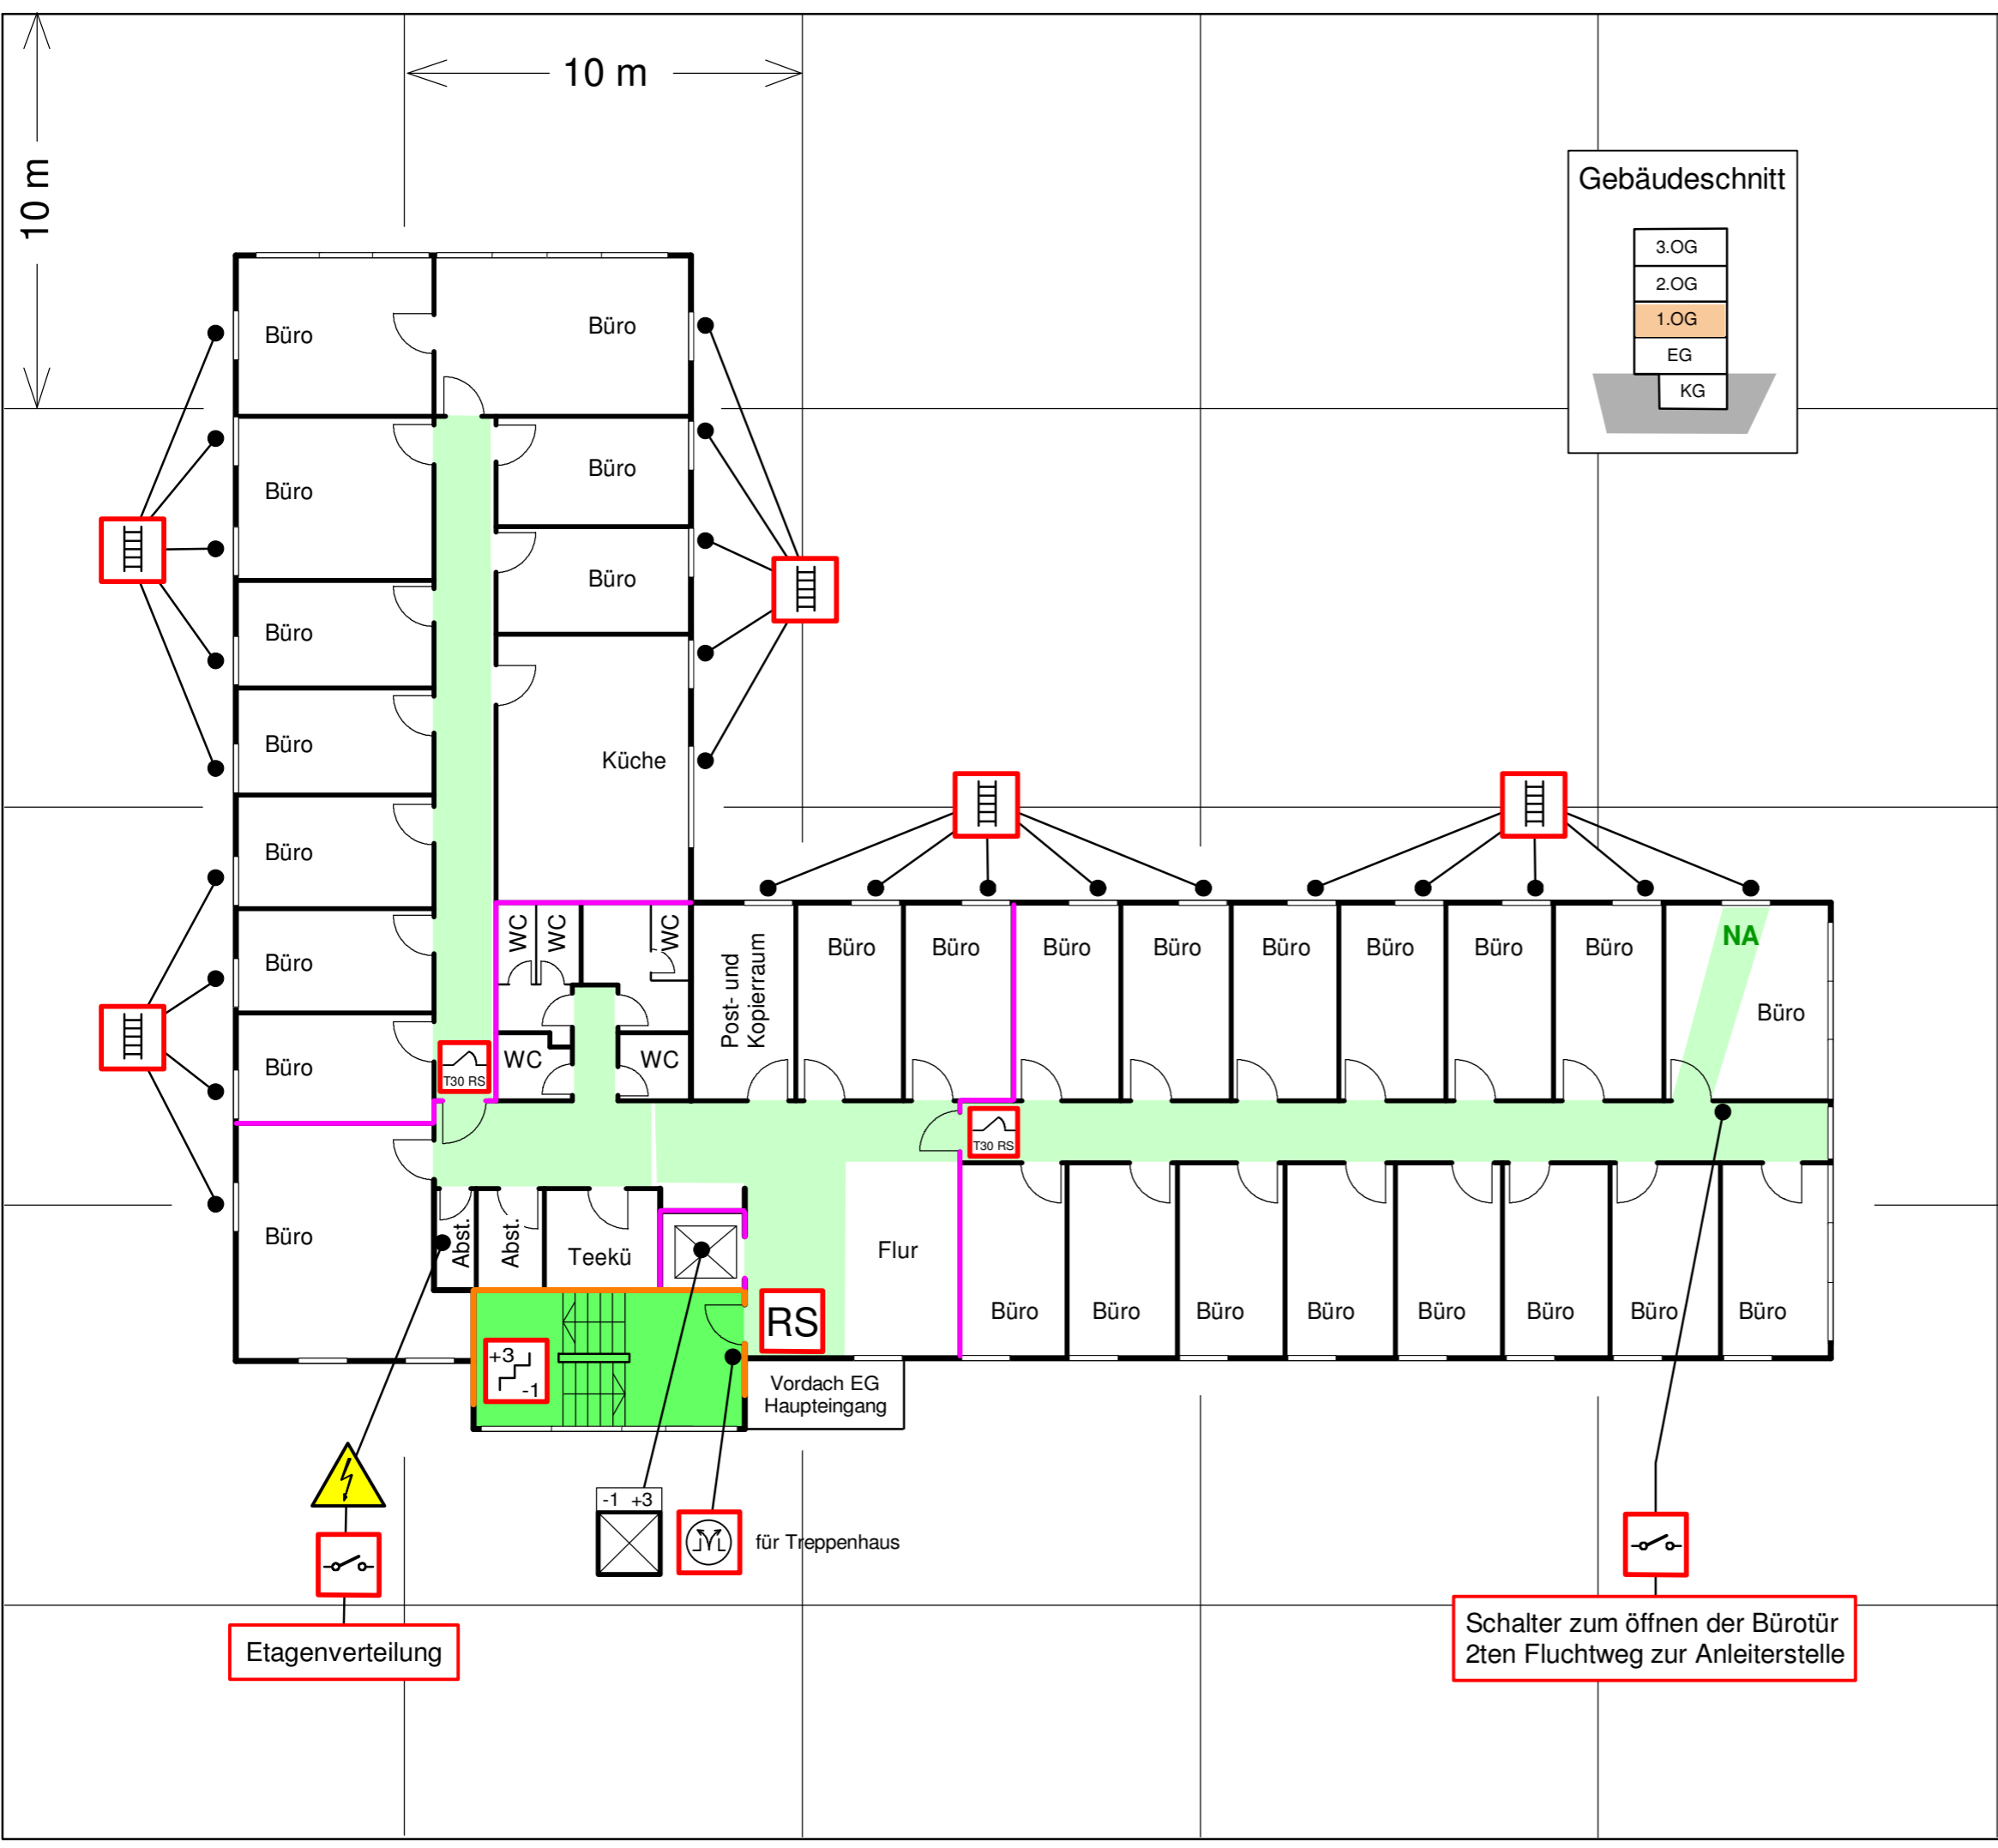 10 m
10 m
Gebäudeschnitt
3.OG
2.OG
1.OG
EG
KG
Büro
Büro
Büro
Büro
Büro
Büro
Büro
Küche
Büro
Büro
Büro
Büro
WC
WC
WC
WC
WC
T30 RS
Post- und
Kopierraum
Büro
Büro
Büro
Büro
Büro
Büro
Büro
Büro
NA
Büro
T30 RS
Büro
Abst.
Abst.
Teekü
Flur
RS
Büro
Büro
Büro
Büro
Büro
Büro
Büro
Büro
+3
-1
Vordach EG
Haupteingang
-1 +3
für Treppenhaus
Etagenverteilung
Schalter zum öffnen der Bürotür
2ten Fluchtweg zur Anleiterstelle